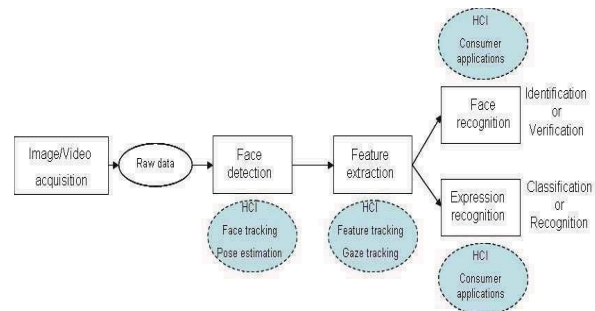 HCI
Consumer
applications
Face
recognition
Identification
or
Verification
Image/Video
acquisition
Raw data
Face
detection
Feature
extraction
HCI
Face tracking
Pose estimation
HCI
Feature tracking
Gaze tracking
Expression
recognition
Classification
or
Recognition
HCI
Consumer
applications